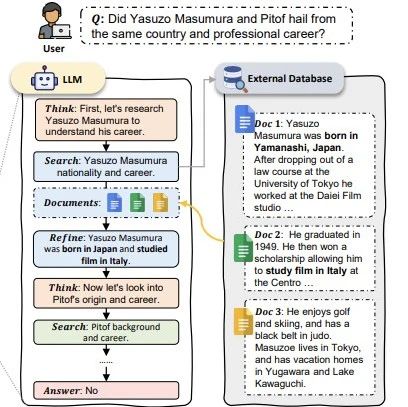 Q: Did Yasuzo Masumura and Pitof hail from
the same country and professional career?
User
LLM
External Database
Think: First, let's research
Yasuzo Masumura to
understand his career.
Search: Yasuzo Masumura
nationality and career.
Documents:
Refine: Yasuzo Masumura
was born in Japan and studied
film in Italy.
Think: Now let's look into
Pitof's origin and career.
Search: Pitof background
and career.
......
Answer: No
Doc 1: Yasuzo
Masumura was born in
Yamanashi, Japan.
After dropping out of a
law course at the
University of Tokyo he
worked at the Daiei Film
studio ...
Doc 2: He graduated in
1949. He then won a
scholarship allowing him
to study film in Italy at
the Centro ...
Doc 3: He enjoys golf
and skiing, and has a
black belt in judo.
Masuzoe lives in Tokyo,
and has vacation homes
in Yugawara and Lake
Kawaguchi.